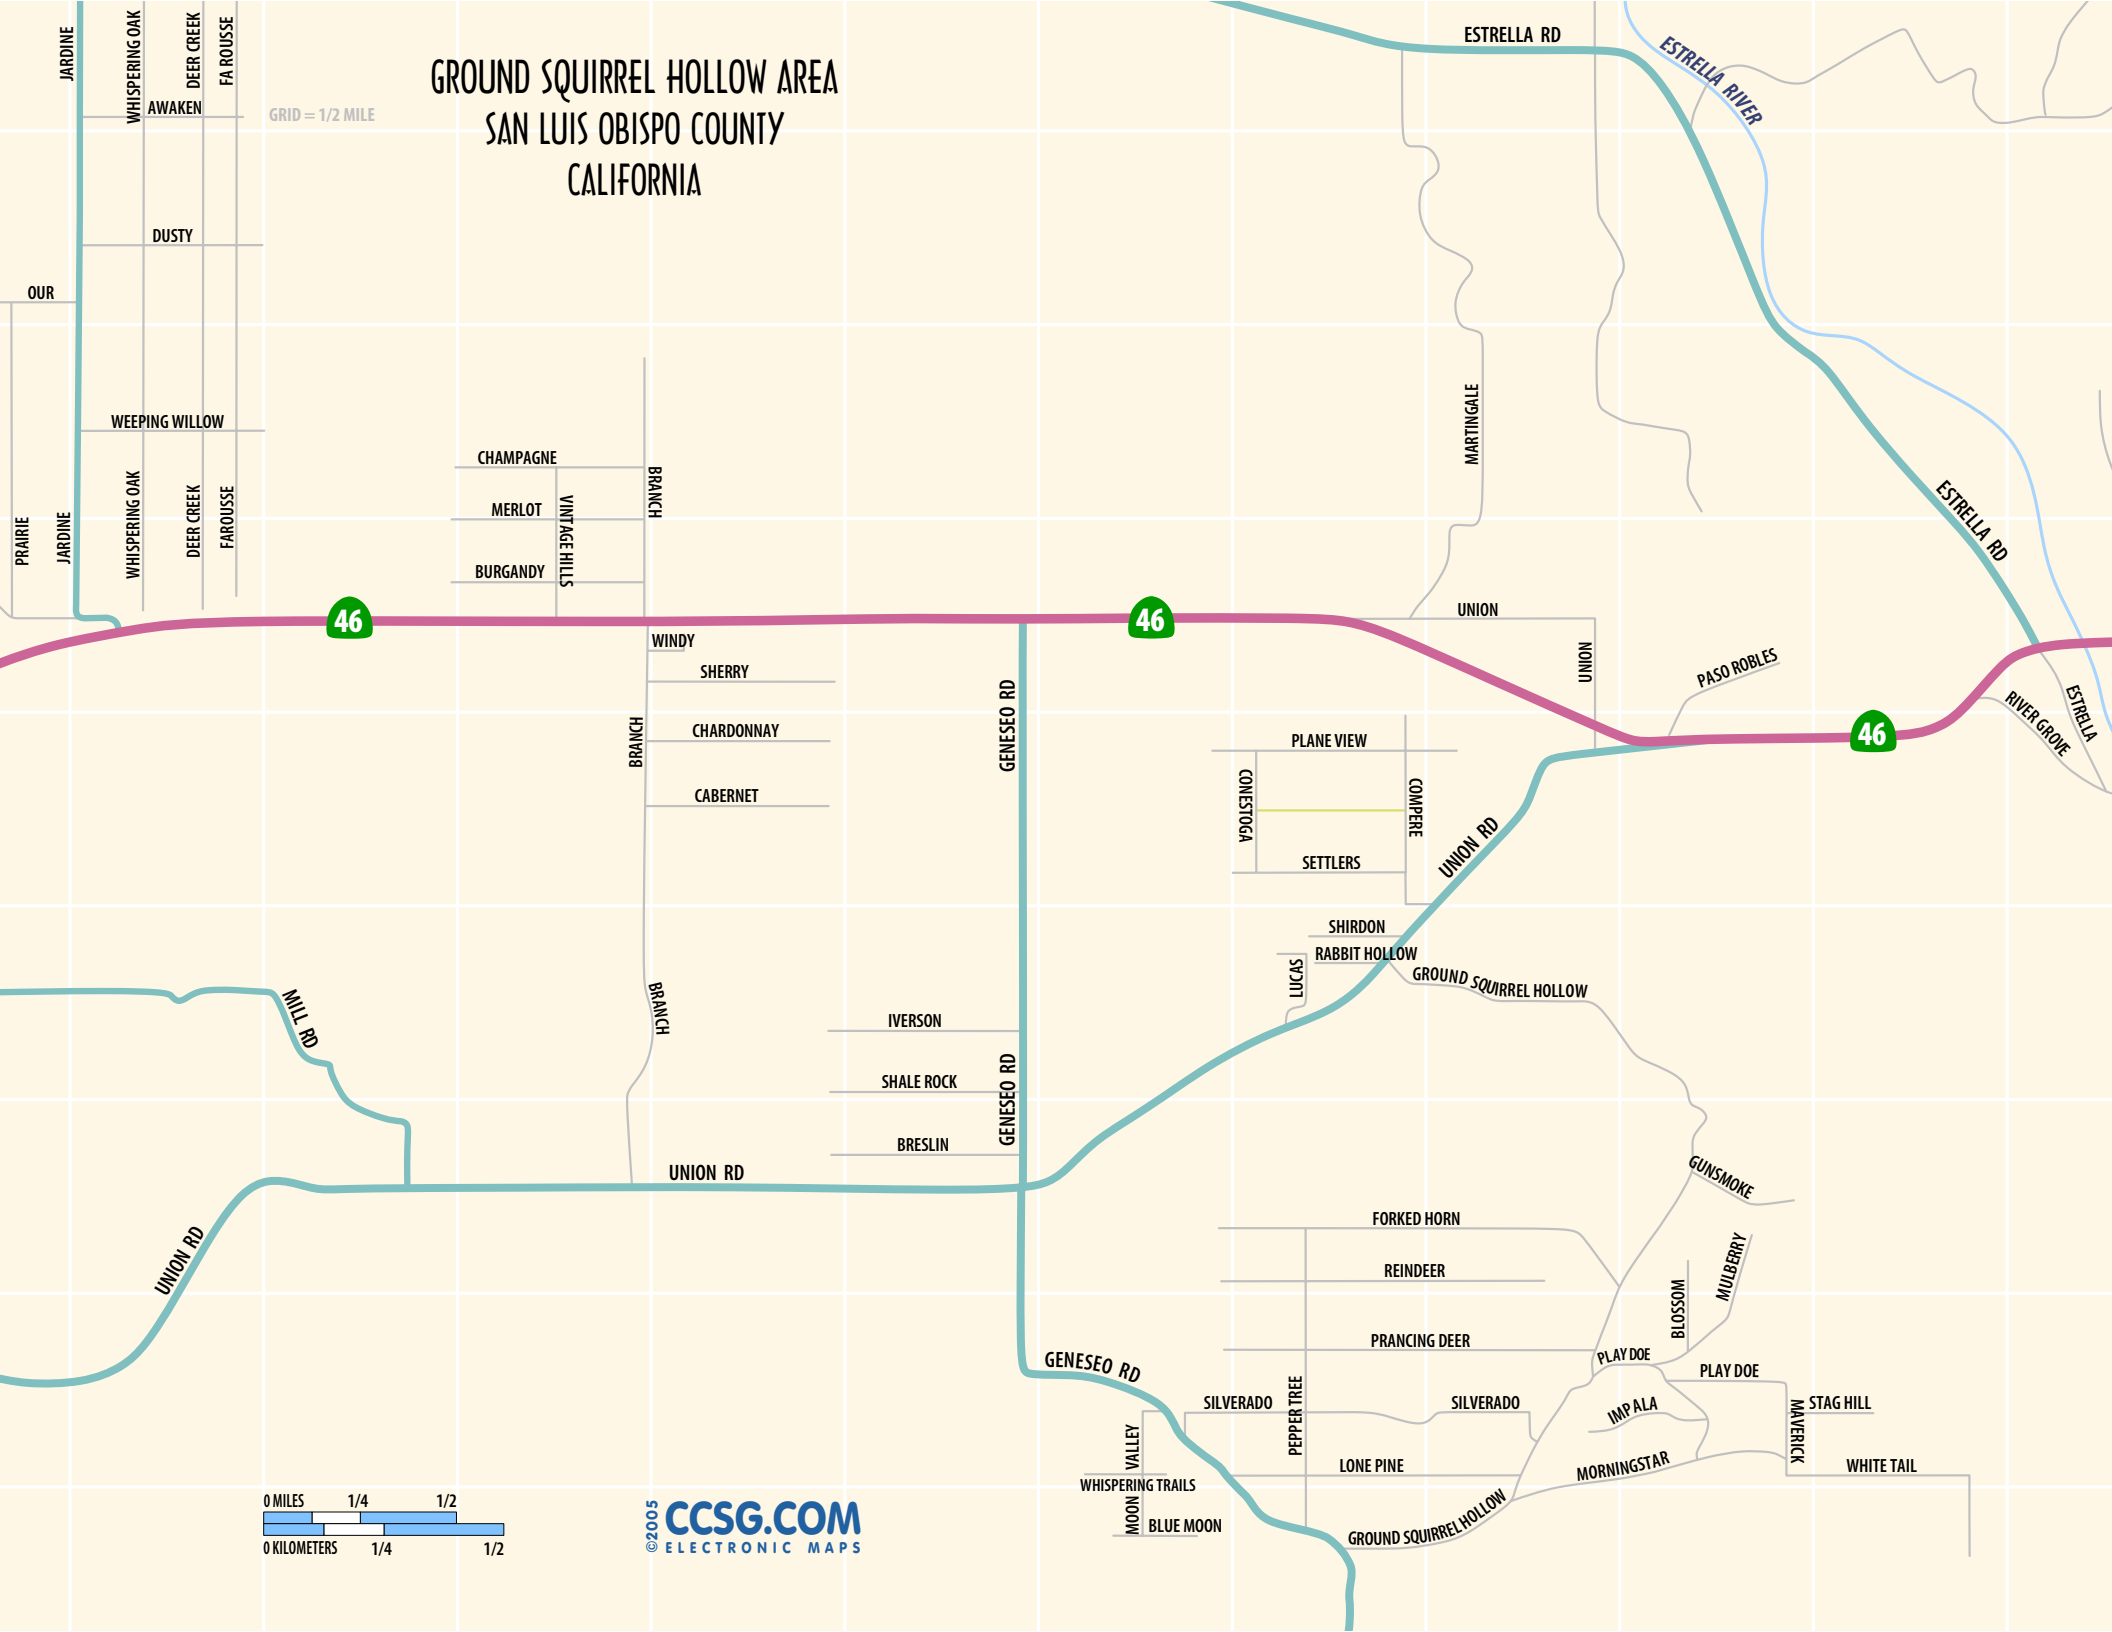 JARDINE
WHISPERING OAK
DEER CREEK
FA ROUSSE
AWAKEN
GRID = 1/2 MILE
GROUND SQUIRREL HOLLOW AREA
SAN LUIS OBISPO COUNTY
CALIFORNIA
ESTRELLA RD
ESTRELLA RIVER
DUSTY
OUR
WEEPING WILLOW
PRAIRIE
JARDINE
WHISPERING OAK
DEER CREEK
FAROUSSE
CHAMPAGNE
MERLOT
BURGANDY
VINTAGE HILLS
BRANCH
MARTINGALE
ESTRELLA RD
46
46
UNION
UNION
WINDY
SHERRY
CHARDONNAY
CABERNET
BRANCH
GENESEO RD
PASO ROBLES
46
RIVER GROVE
ESTRELLA
PLANE VIEW
CONESTOGA
COMPERE
SETTLERS
UNION RD
SHIRDON
RABBIT HOLLOW
LUCAS
GROUND SQUIRREL HOLLOW
MILL RD
BRANCH
IVERSON
SHALE ROCK
BRESLIN
GENESEO RD
UNION RD
UNION RD
GUNSMOKE
FORKED HORN
REINDEER
PRANCING DEER
BLOSSOM
MULBERRY
PLAY DOE
PLAY DOE
GENESEO RD
SILVERADO
PEPPER TREE
SILVERADO
IMPALA
MAVERICK
STAG HILL
MOON VALLEY
WHISPERING TRAILS
LONE PINE
MORNINGSTAR
WHITE TAIL
BLUE MOON
GROUND SQUIRREL HOLLOW
0 MILES 1/4 1/2
0 KILOMETERS 1/4 1/2
©2005
CCSG.COM
ELECTRONIC MAPS